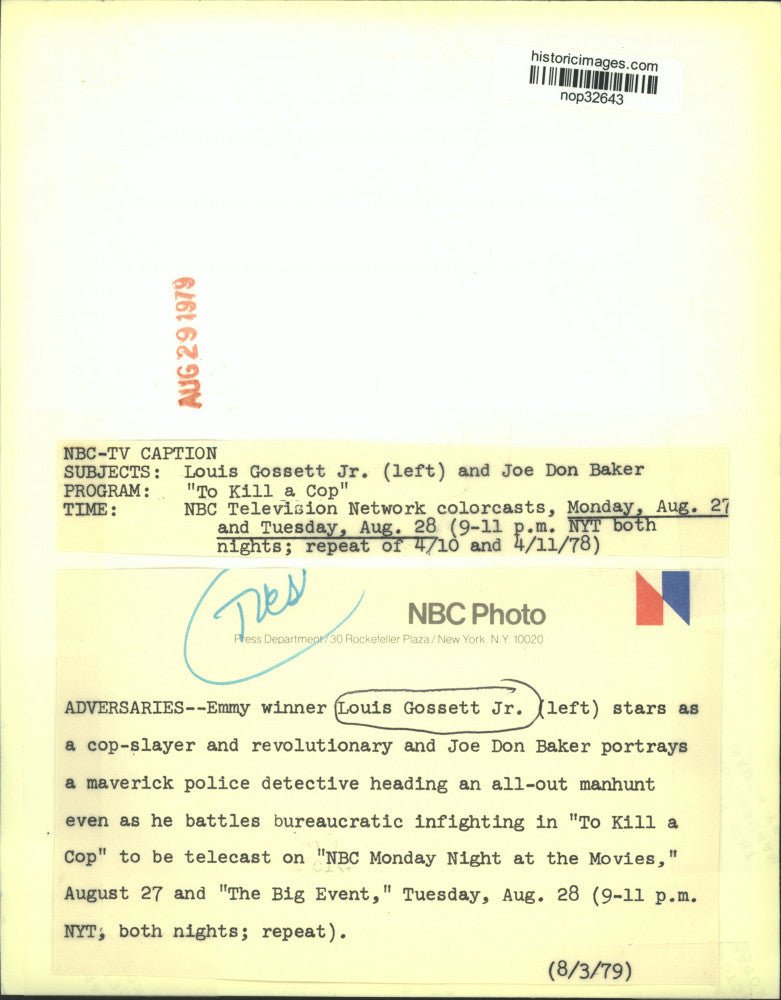 historicimages.com
nop32643
AUG 29 1979
NBC-TV CAPTION
SUBJECTS: Louis Gossett Jr. (left) and Joe Don Baker
PROGRAM: "To Kill a Cop"
TIME: NBC Television Network colorcasts, Monday, Aug. 27
and Tuesday, Aug. 28 (9-11 p.m. NYT both
nights; repeat of 4/10 and 4/11/78)
Tues
NBC Photo
Press Department/30 Rockefeller Plaza/New York N.Y. 10020
ADVERSARIES--Emmy winner Louis Gossett Jr. (left) stars as
a cop-slayer and revolutionary and Joe Don Baker portrays
a maverick police detective heading an all-out manhunt
even as he battles bureaucratic infighting in "To Kill a
Cop" to be telecast on "NBC Monday Night at the Movies,"
August 27 and "The Big Event," Tuesday, Aug. 28 (9-11 p.m.
NYT; both nights; repeat).
(8/3/79)